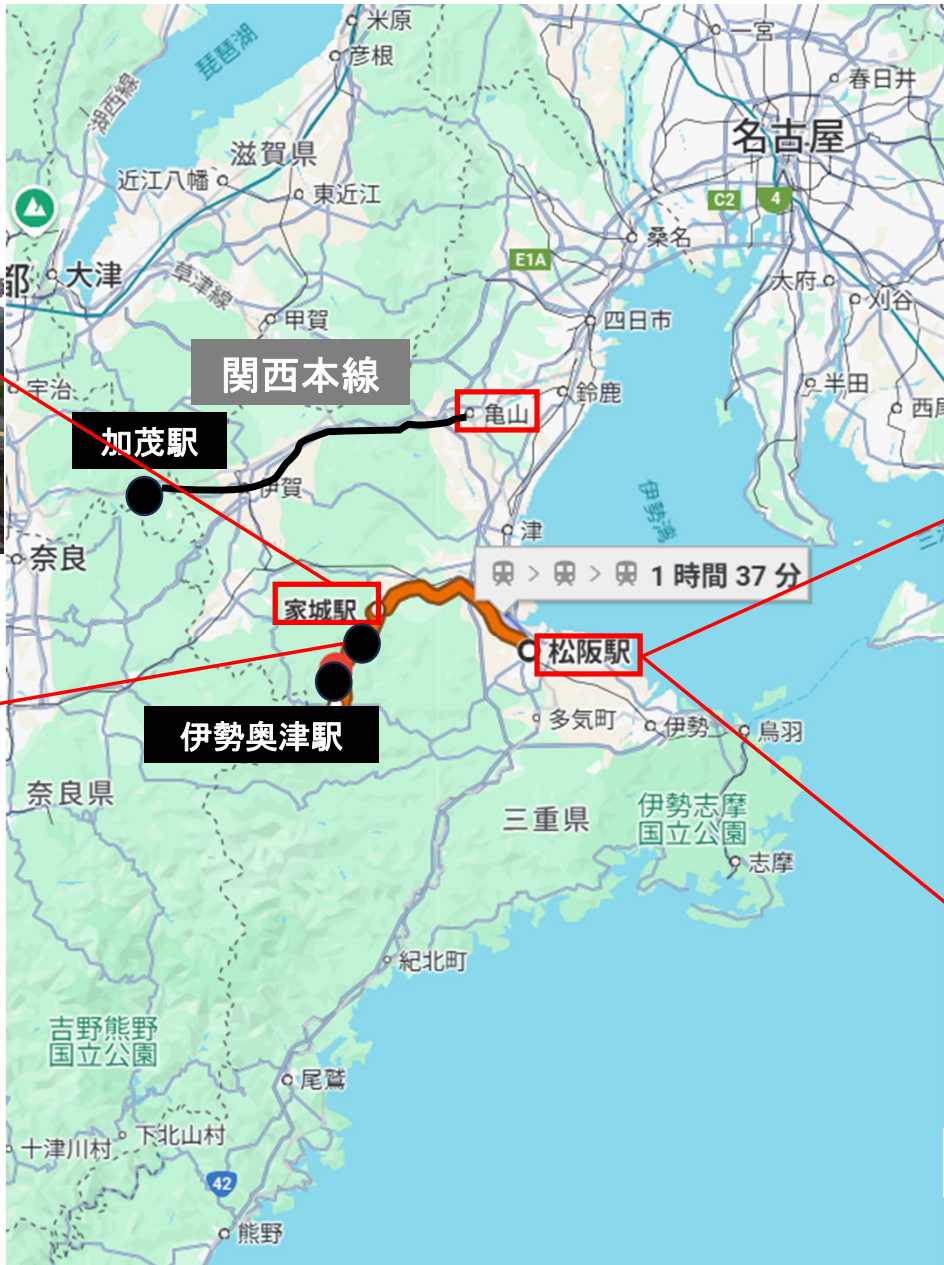 米原
一宮
彦根
琵琶湖
春日井
湖西線
名古屋
滋賀県
近江八幡
東近江
C2
4
桑名
E1A
都
大津
草津線
大府
刈谷
甲賀
四日市
関西本線
宇治
鈴鹿
半田
亀山
西尾
加茂駅
伊賀
伊勢湾
津
奈良
1 時間 37 分
家城駅
松阪駅
多気町
伊勢
鳥羽
伊勢奥津駅
奈良県
三重県
伊勢志摩
国立公園
志摩
紀北町
吉野熊野
国立公園
尾鷲
下北山村
十津川村
42
熊野